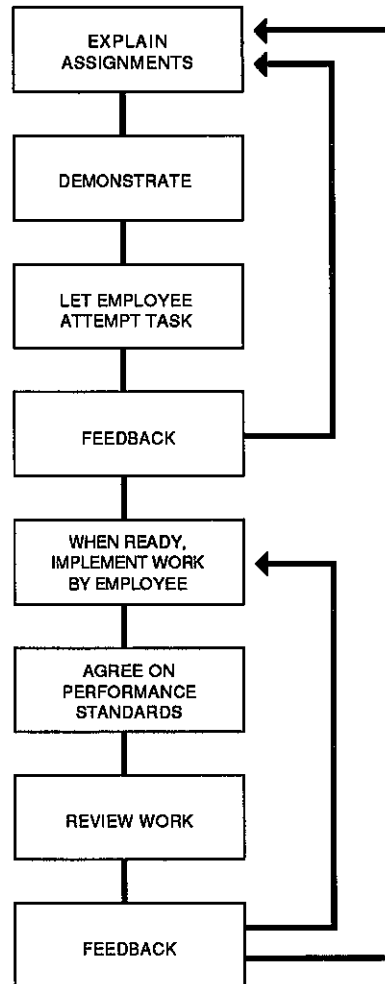 EXPLAIN
ASSIGNMENTS
DEMONSTRATE
LET EMPLOYEE
ATTEMPT TASK
FEEDBACK
WHEN READY,
IMPLEMENT WORK
BY EMPLOYEE
AGREE ON
PERFORMANCE
STANDARDS
REVIEW WORK
FEEDBACK